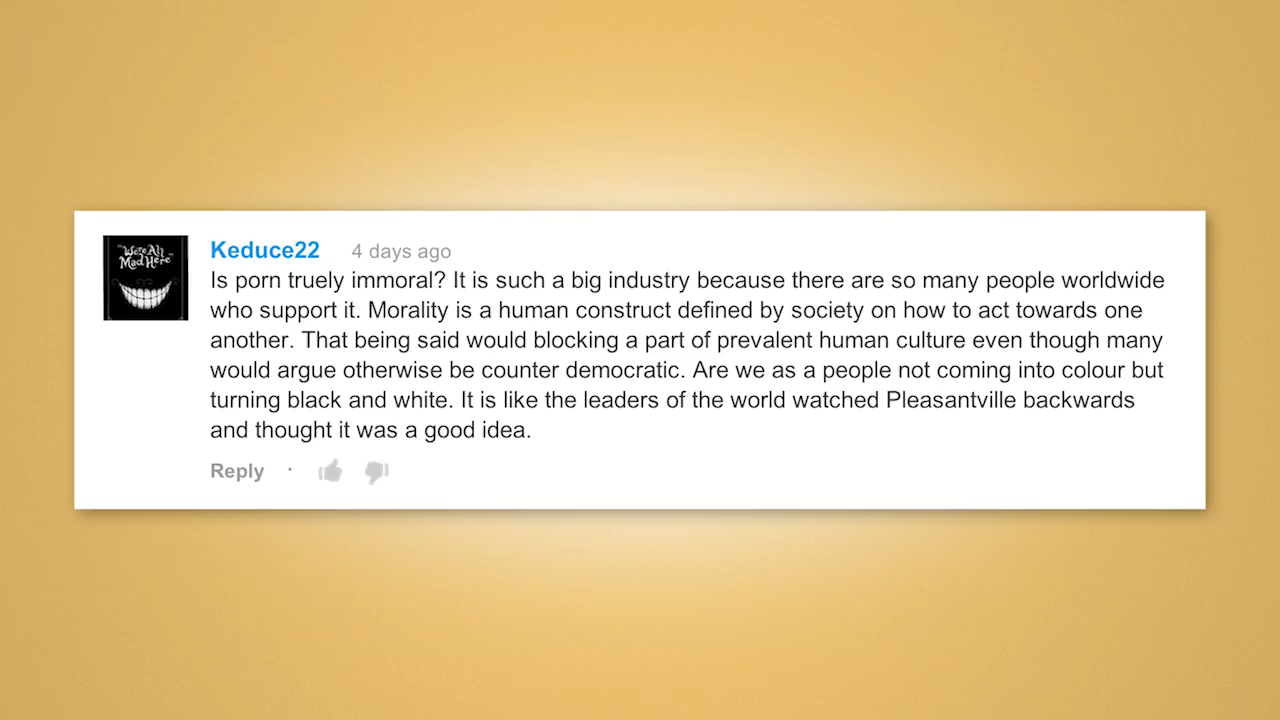 "We're All
Mad Here"
Keduce22 4 days ago
Is porn truely immoral? It is such a big industry because there are so many people worldwide
who support it. Morality is a human construct defined by society on how to act towards one
another. That being said would blocking a part of prevalent human culture even though many
would argue otherwise be counter democratic. Are we as a people not coming into colour but
turning black and white. It is like the leaders of the world watched Pleasantville backwards
and thought it was a good idea.
Reply ·